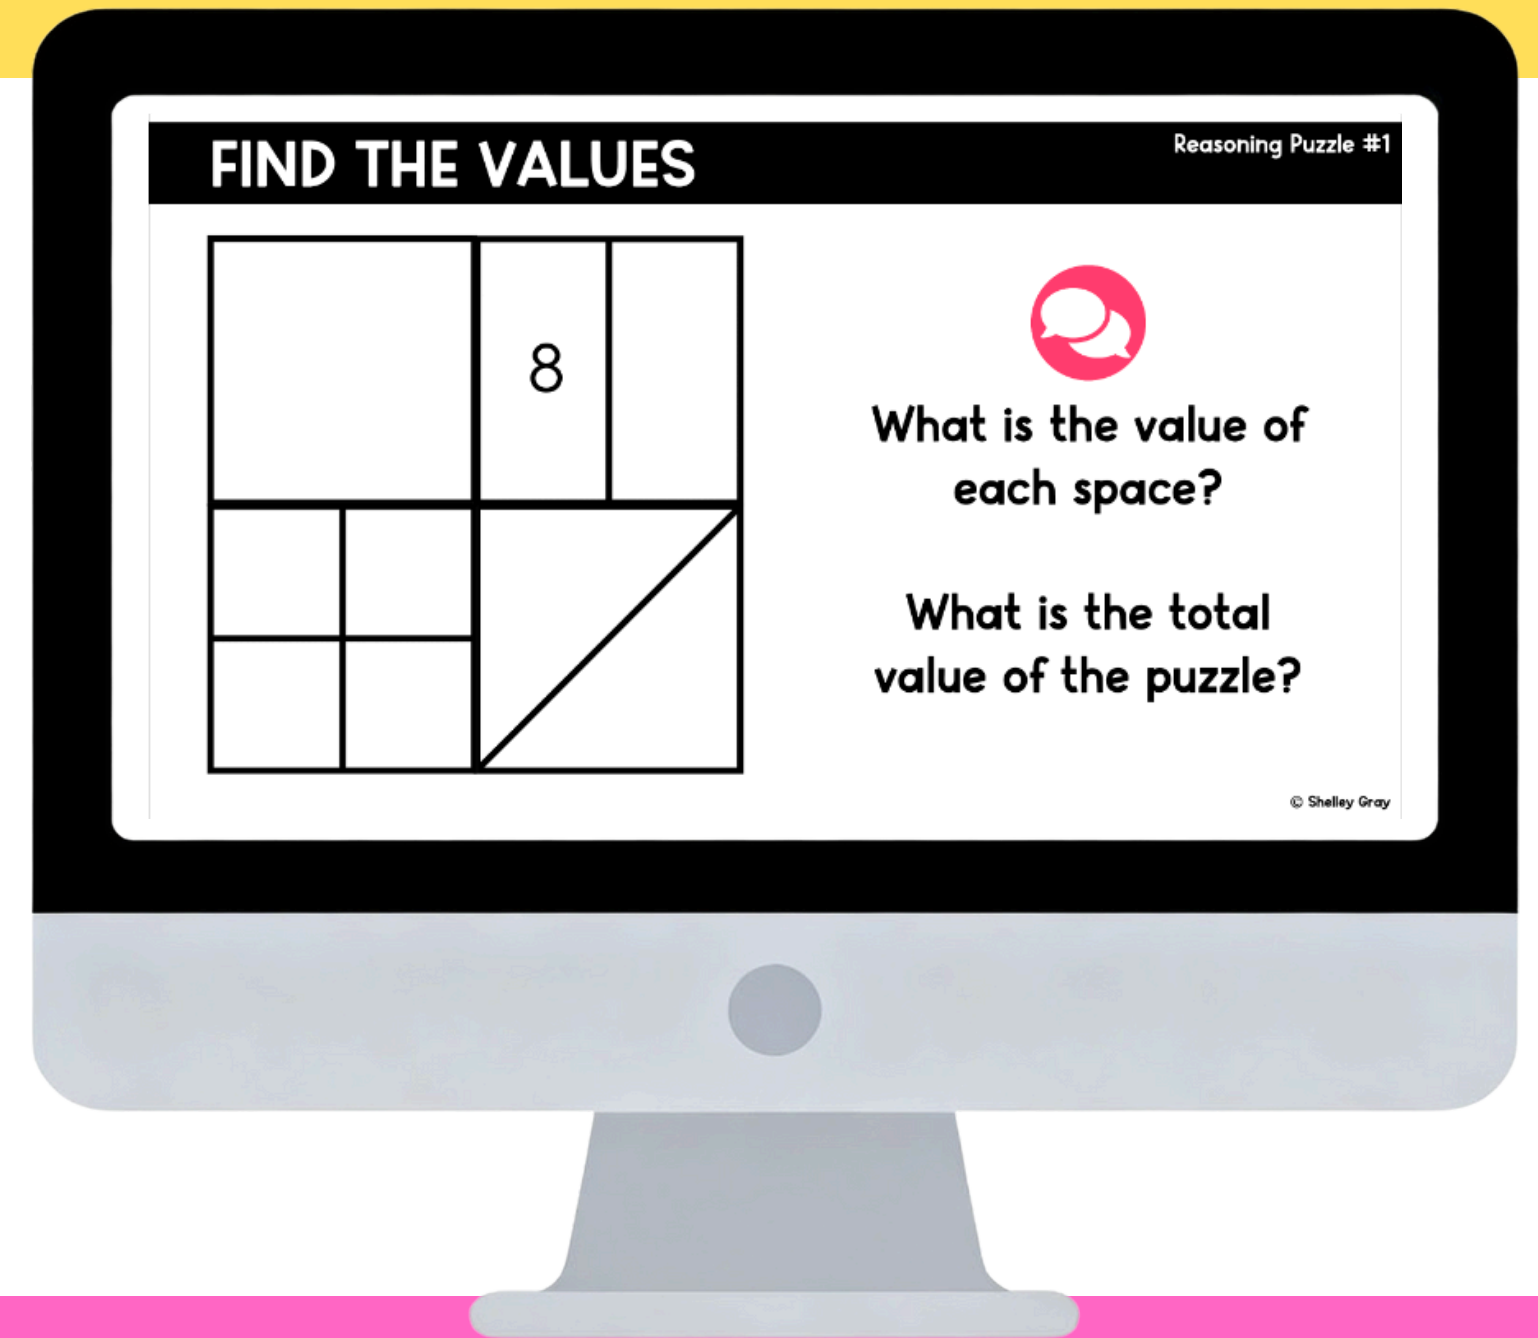 FIND THE VALUES
Reasoning Puzzle #1
8
What is the value of
each space?
What is the total
value of the puzzle?
© Shelley Gray